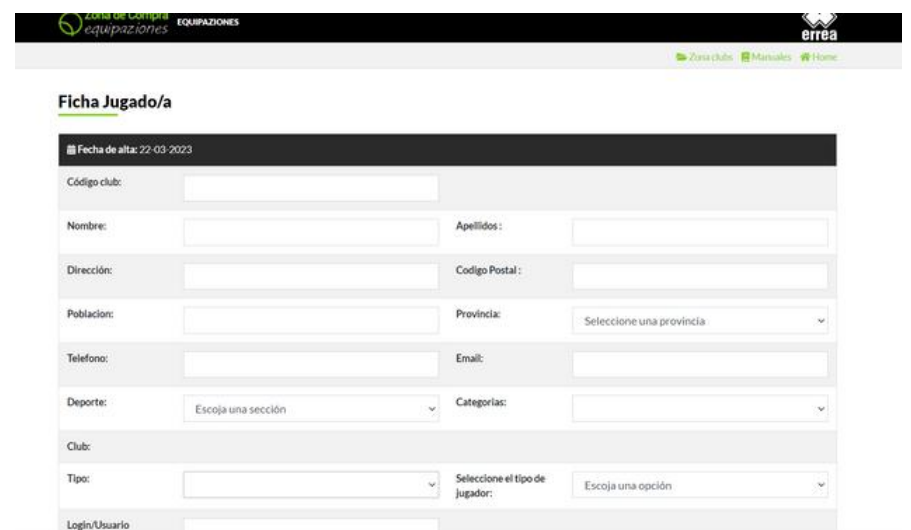 Zona de Compra
equipaziones
EQUIPAZIONES
errea
Zona clubs Manuales Home
Ficha Jugado/a
Fecha de alta: 22-03-2023
Código club:
Nombre: Apellidos :
Dirección: Codigo Postal :
Poblacion: Provincia: Seleccione una provincia
Telefono: Email:
Deporte: Escoja una sección Categorias:
Club:
Tipo: Seleccione el tipo de
jugador: Escoja una opción
Login/Usuario